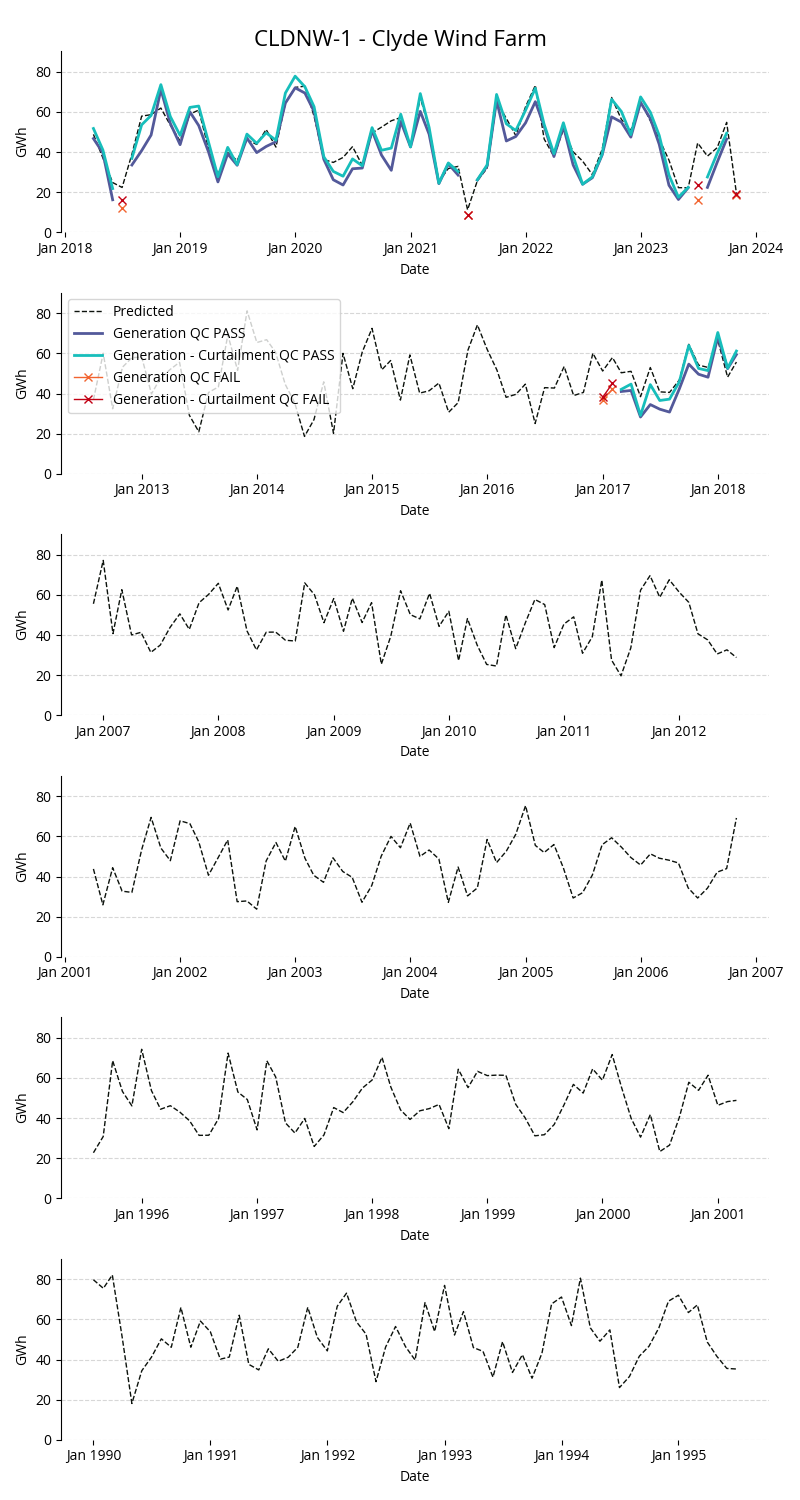 CLDNW-1 - Clyde Wind Farm
80
60
40
20
0
GWh
Jan 2018 Jan 2019 Jan 2020 Jan 2021 Jan 2022 Jan 2023 Jan 2024
Date
80
60
40
20
0
GWh
Predicted
Generation QC PASS
Generation - Curtailment QC PASS
Generation QC FAIL
Generation - Curtailment QC FAIL
Jan 2013 Jan 2014 Jan 2015 Jan 2016 Jan 2017 Jan 2018
Date
80
60
40
20
0
GWh
Jan 2007 Jan 2008 Jan 2009 Jan 2010 Jan 2011 Jan 2012
Date
80
60
40
20
0
GWh
Jan 2001 Jan 2002 Jan 2003 Jan 2004 Jan 2005 Jan 2006 Jan 2007
Date
80
60
40
20
0
GWh
Jan 1996 Jan 1997 Jan 1998 Jan 1999 Jan 2000 Jan 2001
Date
80
60
40
20
0
GWh
Jan 1990 Jan 1991 Jan 1992 Jan 1993 Jan 1994 Jan 1995
Date